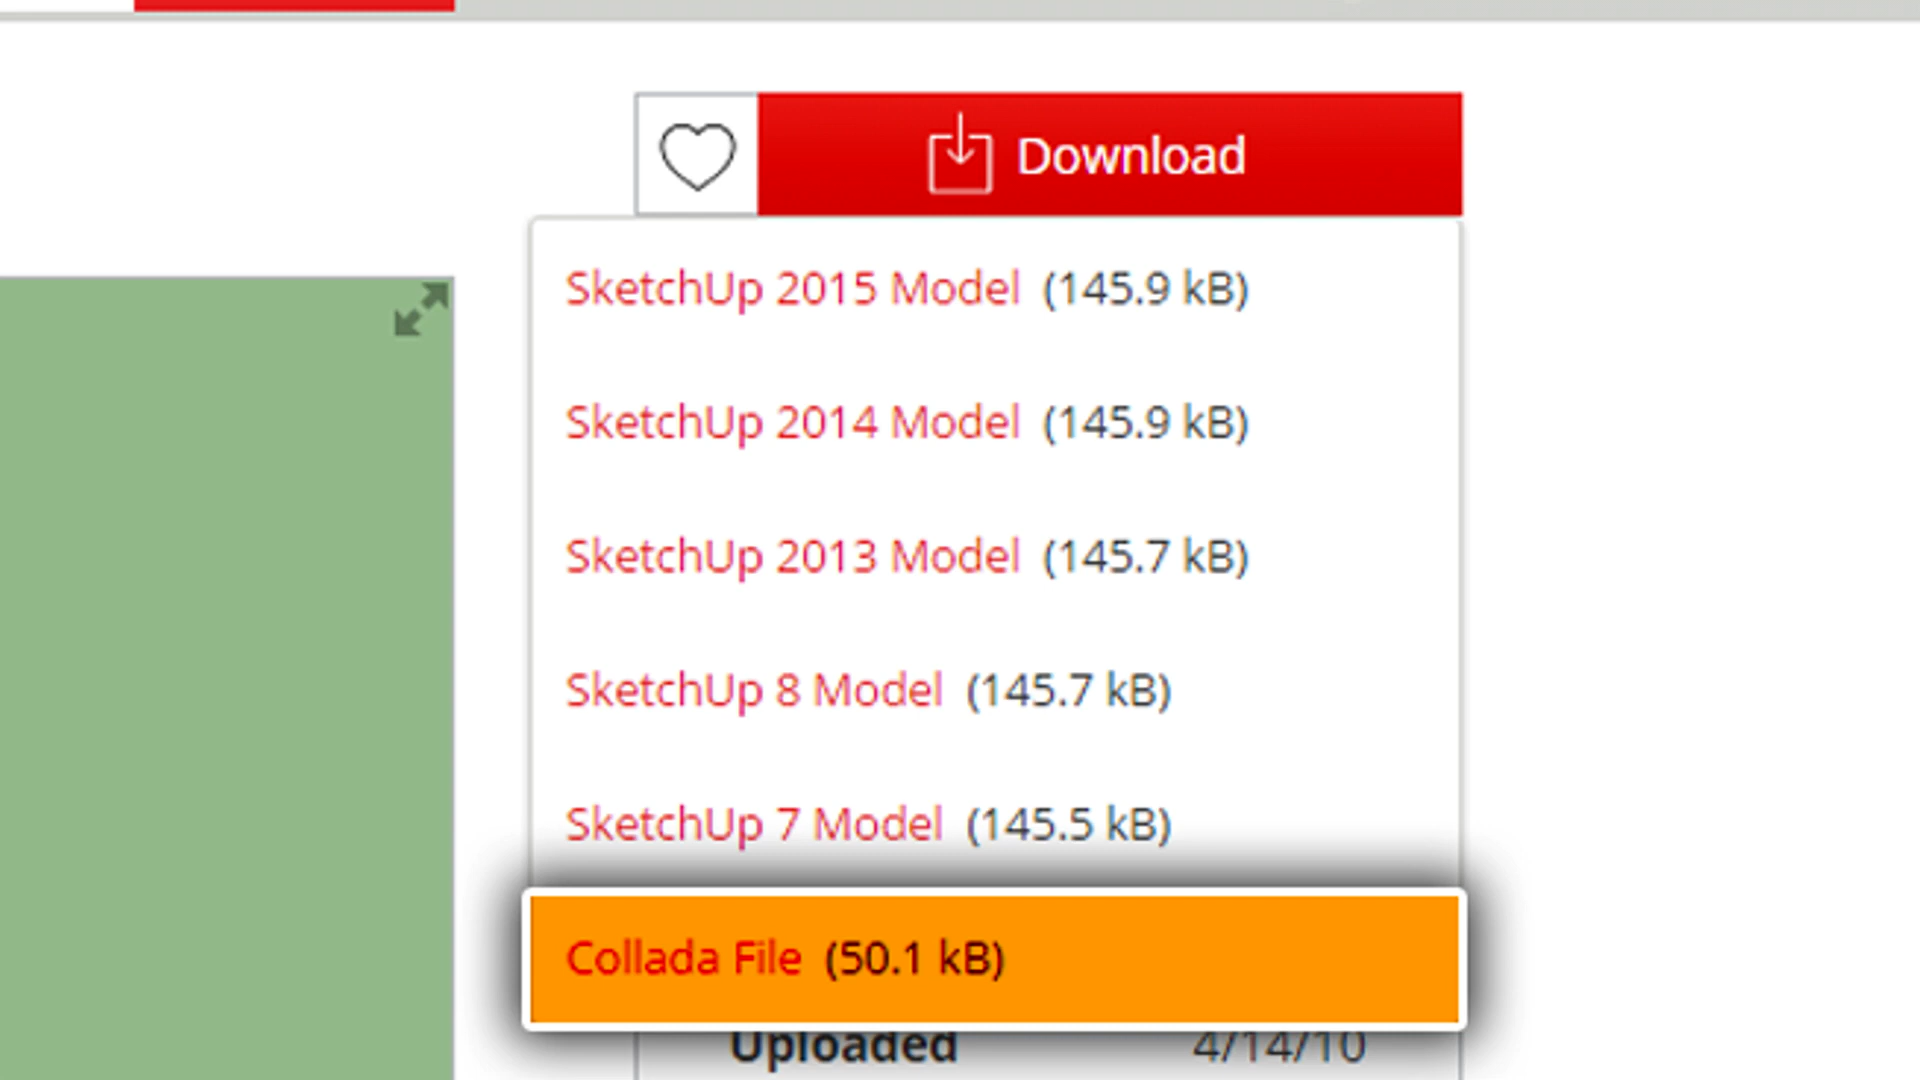 Download
SketchUp 2015 Model (145.9 kB)
SketchUp 2014 Model (145.9 kB)
SketchUp 2013 Model (145.7 kB)
SketchUp 8 Model (145.7 kB)
SketchUp 7 Model (145.5 kB)
Collada File (50.1 kB)
Uploaded 4/14/10